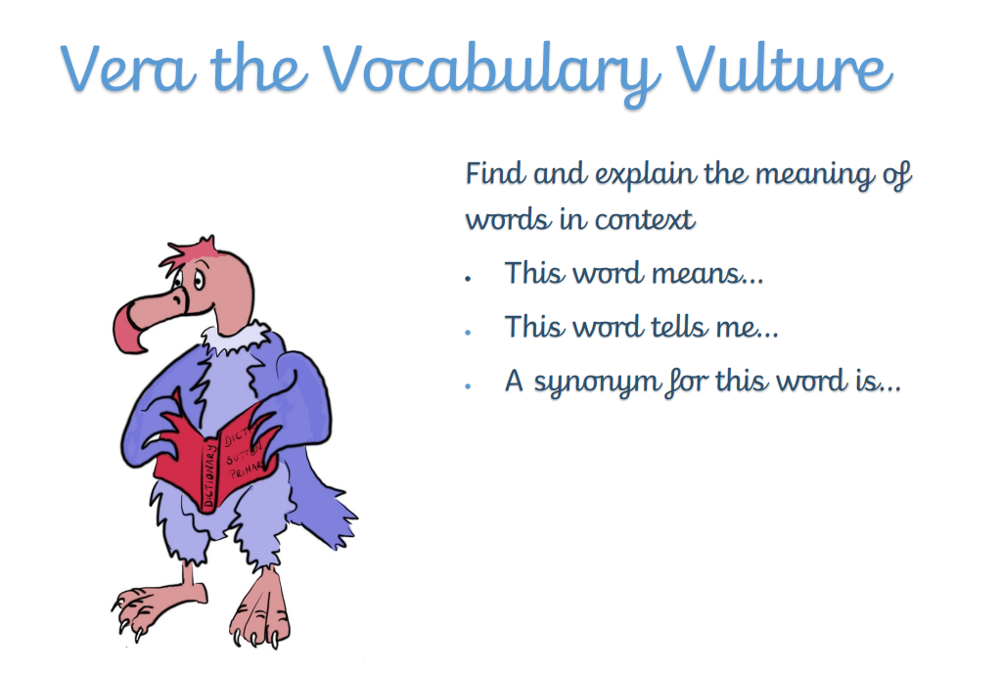 Vera the Vocabulary Vulture
Find and explain the meaning of
words in context
• This word means...
• This word tells me...
• A synonym for this word is...
DICTIONARY
SUTTON
PRIMAR